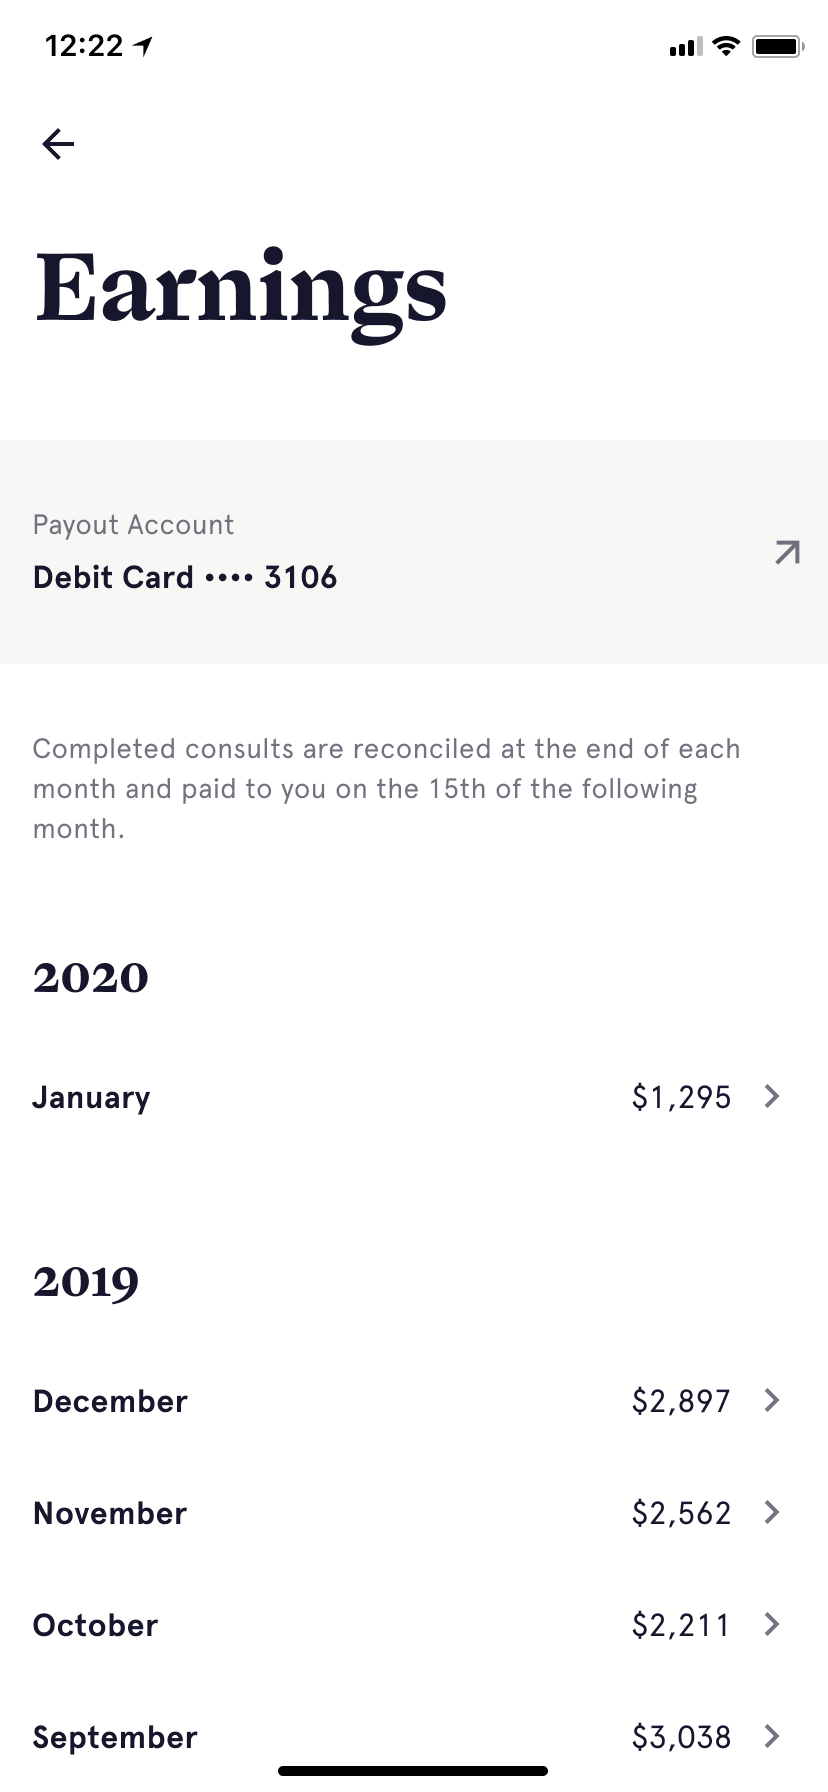 12:22
Earnings
Payout Account
Debit Card •••• 3106
Completed consults are reconciled at the end of each
month and paid to you on the 15th of the following
month.
2020
January $1,295
2019
December $2,897
November $2,562
October $2,211
September $3,038